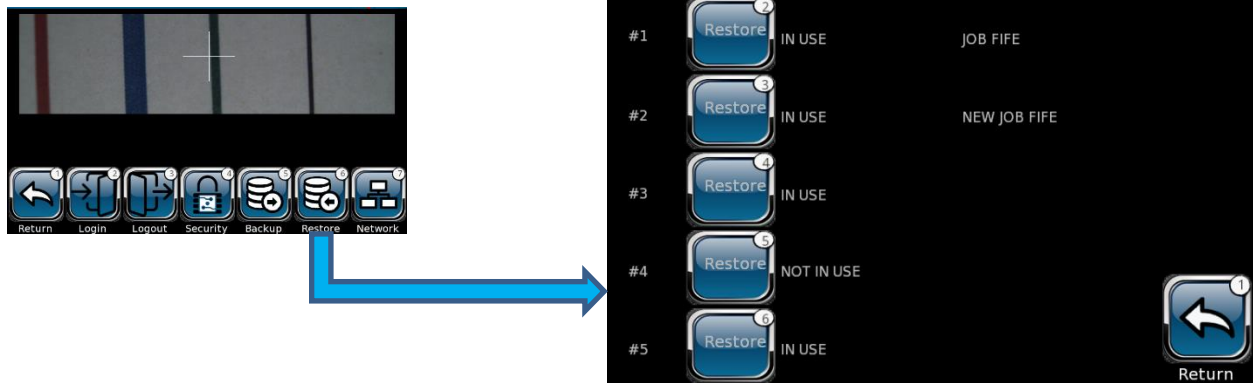 1 2 3 4 5 6 7
Return Login Logout Security Backup Restore Network
2
#1 Restore IN USE JOB FIFE
3
#2 Restore IN USE NEW JOB FIFE
4
#3 Restore IN USE
5
#4 Restore NOT IN USE
6
#5 Restore IN USE
1
Return